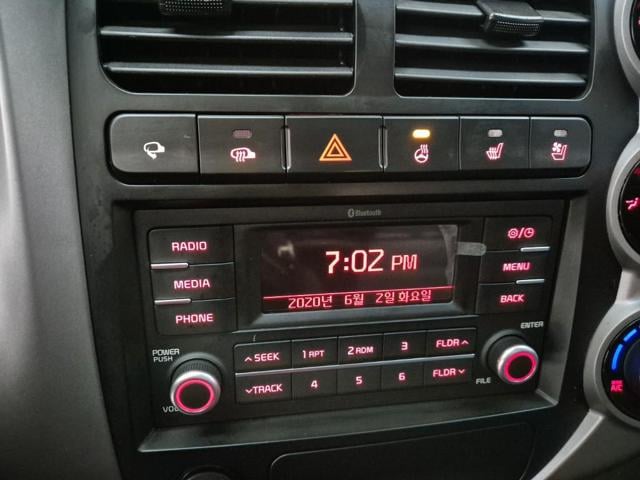 Bluetooth
RADIO
MEDIA
PHONE
7:02 PM
2020년 6월 2일 화요일
MENU
BACK
POWER
PUSH
VOL
∧ SEEK 1 RPT 2 RDM 3 FLDR ∧
∨ TRACK 4 5 6 FLDR ∨
ENTER
FILE
A/C